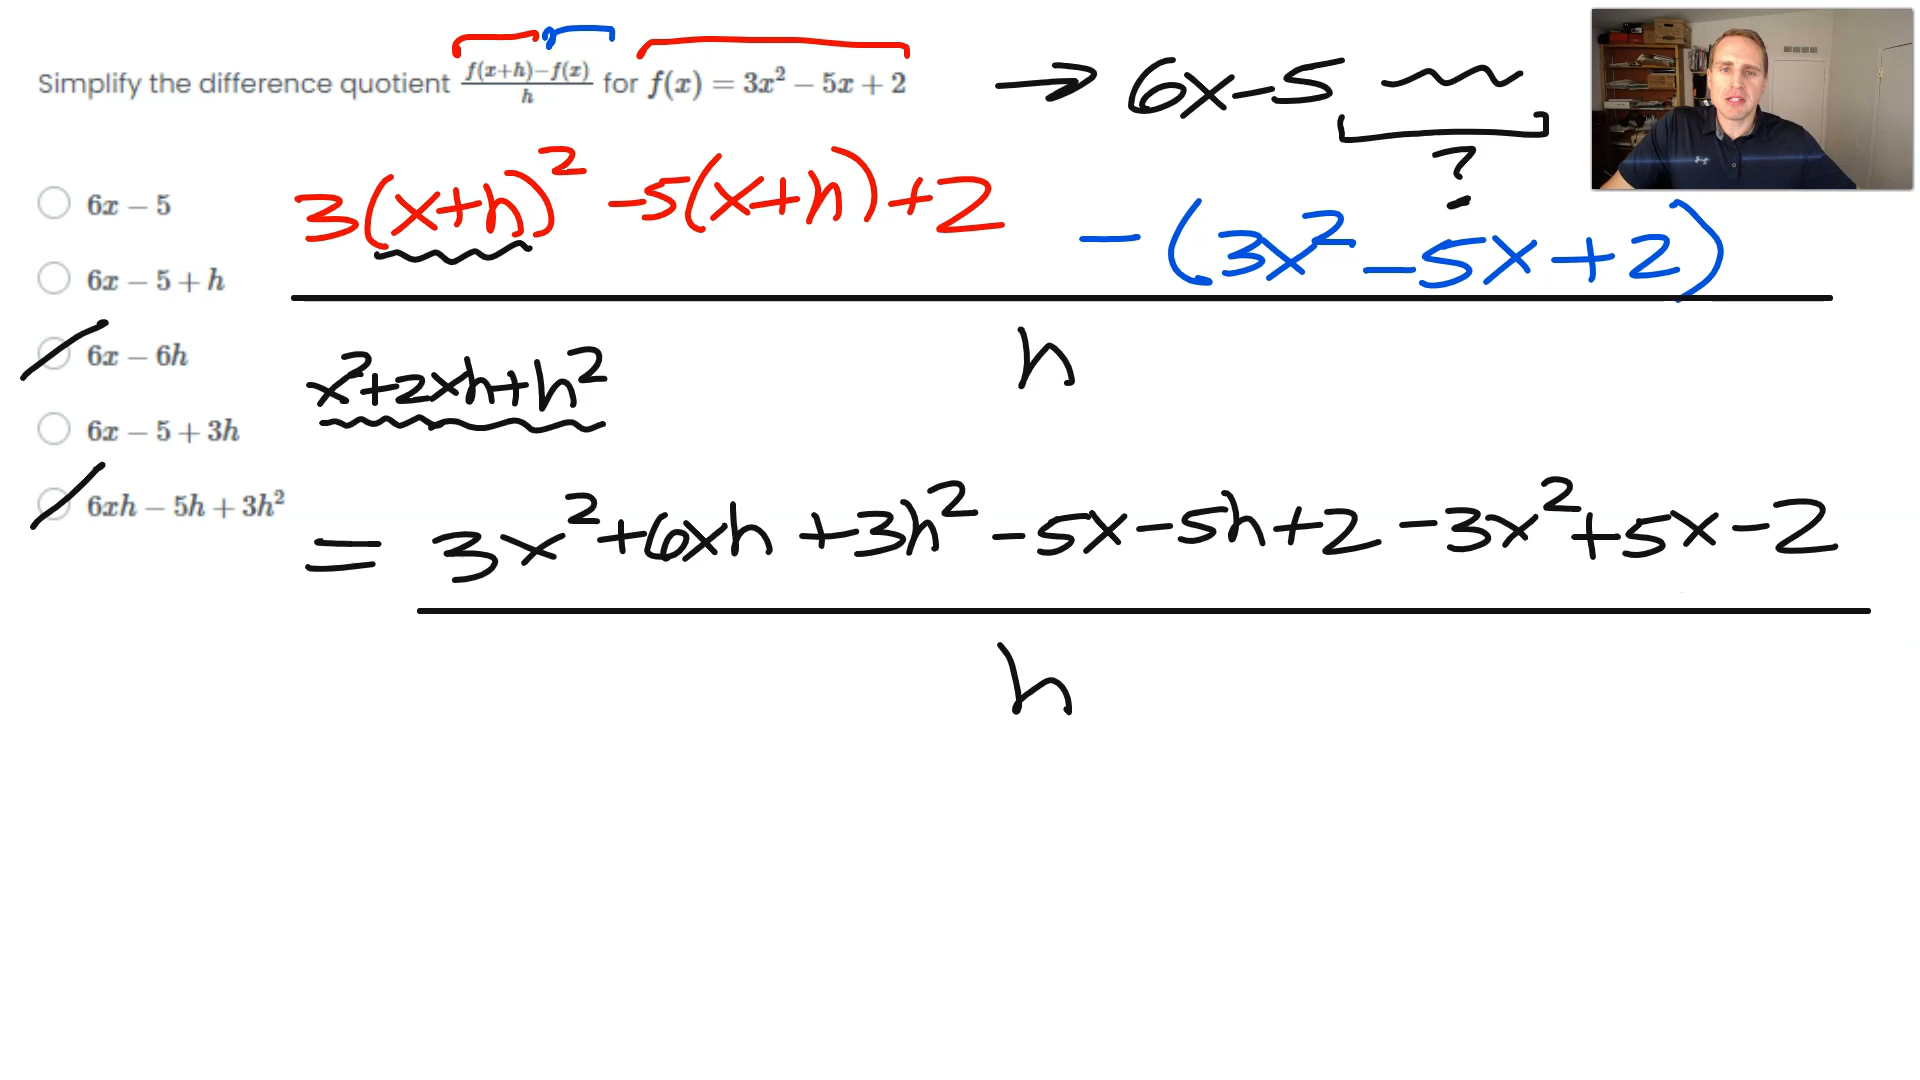 Simplify the difference quotient \frac{f(x+h)-f(x)}{h} for f(x) = 3x² − 5x + 2
→ 6x-5
?
3(x+h)² -5(x+h)+2 -(3x²-5x+2)
h
6x − 5
6x − 5 + h
6x − 6h
x²+2xh+h²
6x − 5 + 3h
6xh − 5h + 3h²
= 3x²+6xh+3h²-5x-5h+2-3x²+5x-2
h